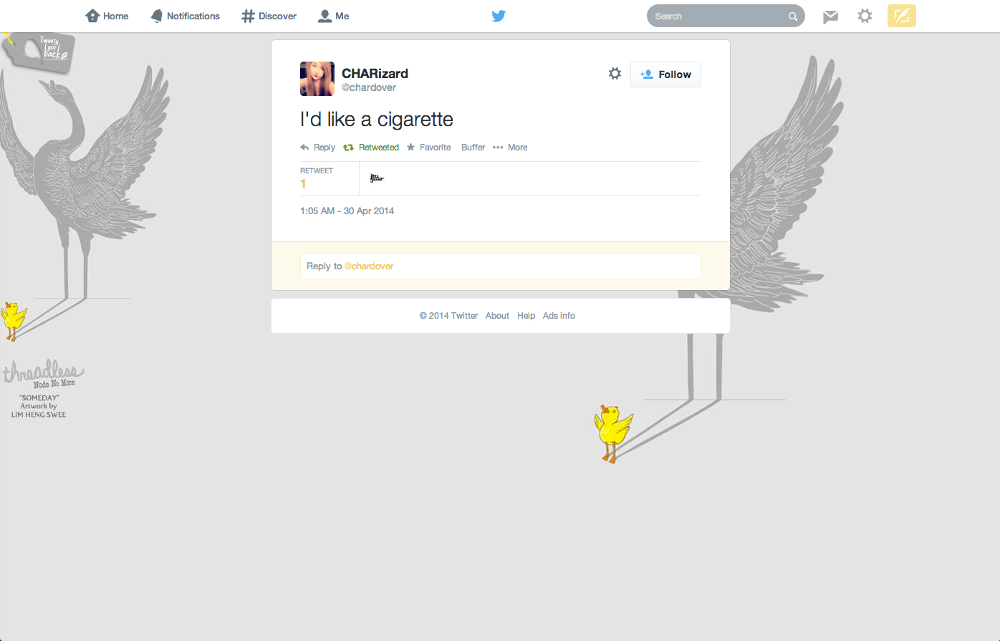 Home Notifications Discover Me Search
Tweety
got
back
CHARizard
@chardover
Follow
I'd like a cigarette
Reply Retweeted Favorite Buffer More
RETWEET
1
filter
1:05 AM - 30 Apr 2014
Reply to @chardover
© 2014 Twitter About Help Ads info
threadless
Nude No More
"SOMEDAY"
Artwork by
LIM HENG SWEE